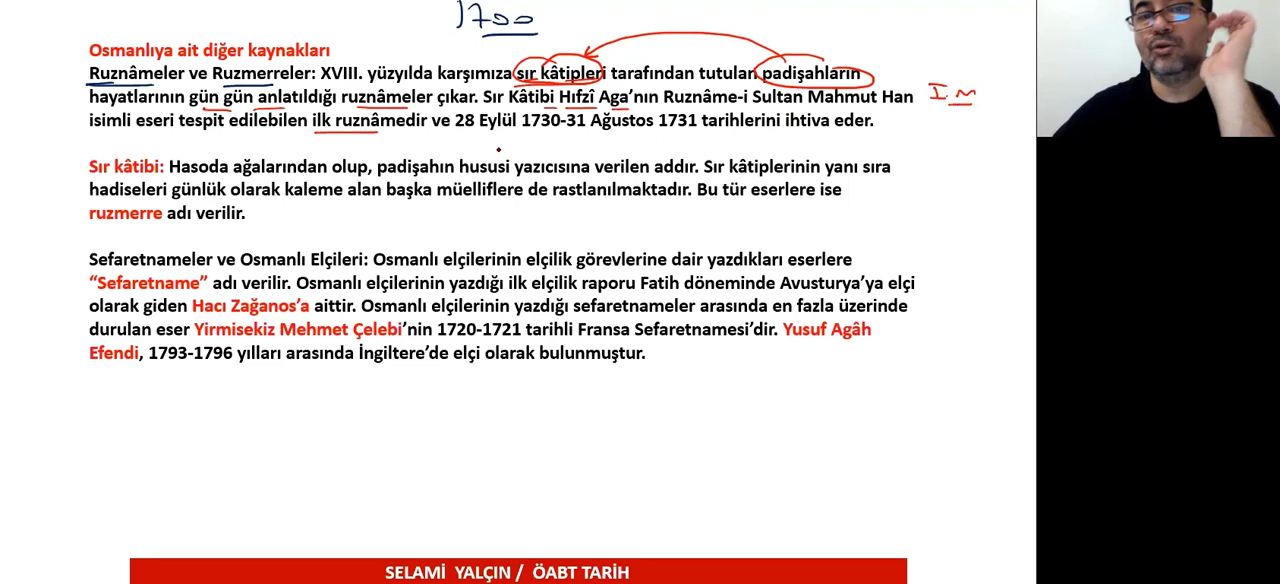 1700
Osmanlıya ait diğer kaynakları
Ruznâmeler ve Ruzmerreler: XVIII. yüzyılda karşımıza sır kâtipleri tarafından tutulan padişahların
hayatlarının gün gün anlatıldığı ruznâmeler çıkar. Sır Kâtibi Hıfzî Aga’nın Ruznâme-i Sultan Mahmut Han I. M
isimli eseri tespit edilebilen ilk ruznâmedir ve 28 Eylül 1730-31 Ağustos 1731 tarihlerini ihtiva eder.
Sır kâtibi: Hasoda ağalarından olup, padişahın hususi yazıcısına verilen addır. Sır kâtiplerinin yanı sıra
hadiseleri günlük olarak kaleme alan başka müelliflere de rastlanılmaktadır. Bu tür eserlere ise
ruzmerre adı verilir.
Sefaretnameler ve Osmanlı Elçileri: Osmanlı elçilerinin elçilik görevlerine dair yazdıkları eserlere
“Sefaretname” adı verilir. Osmanlı elçilerinin yazdığı ilk elçilik raporu Fatih döneminde Avusturya’ya elçi
olarak giden Hacı Zağanos’a aittir. Osmanlı elçilerinin yazdığı sefaretnameler arasında en fazla üzerinde
durulan eser Yirmisekiz Mehmet Çelebi’nin 1720-1721 tarihli Fransa Sefaretnamesi’dir. Yusuf Agâh
Efendi, 1793-1796 yılları arasında İngiltere’de elçi olarak bulunmuştur.
SELAMİ YALÇIN / ÖABT TARİH